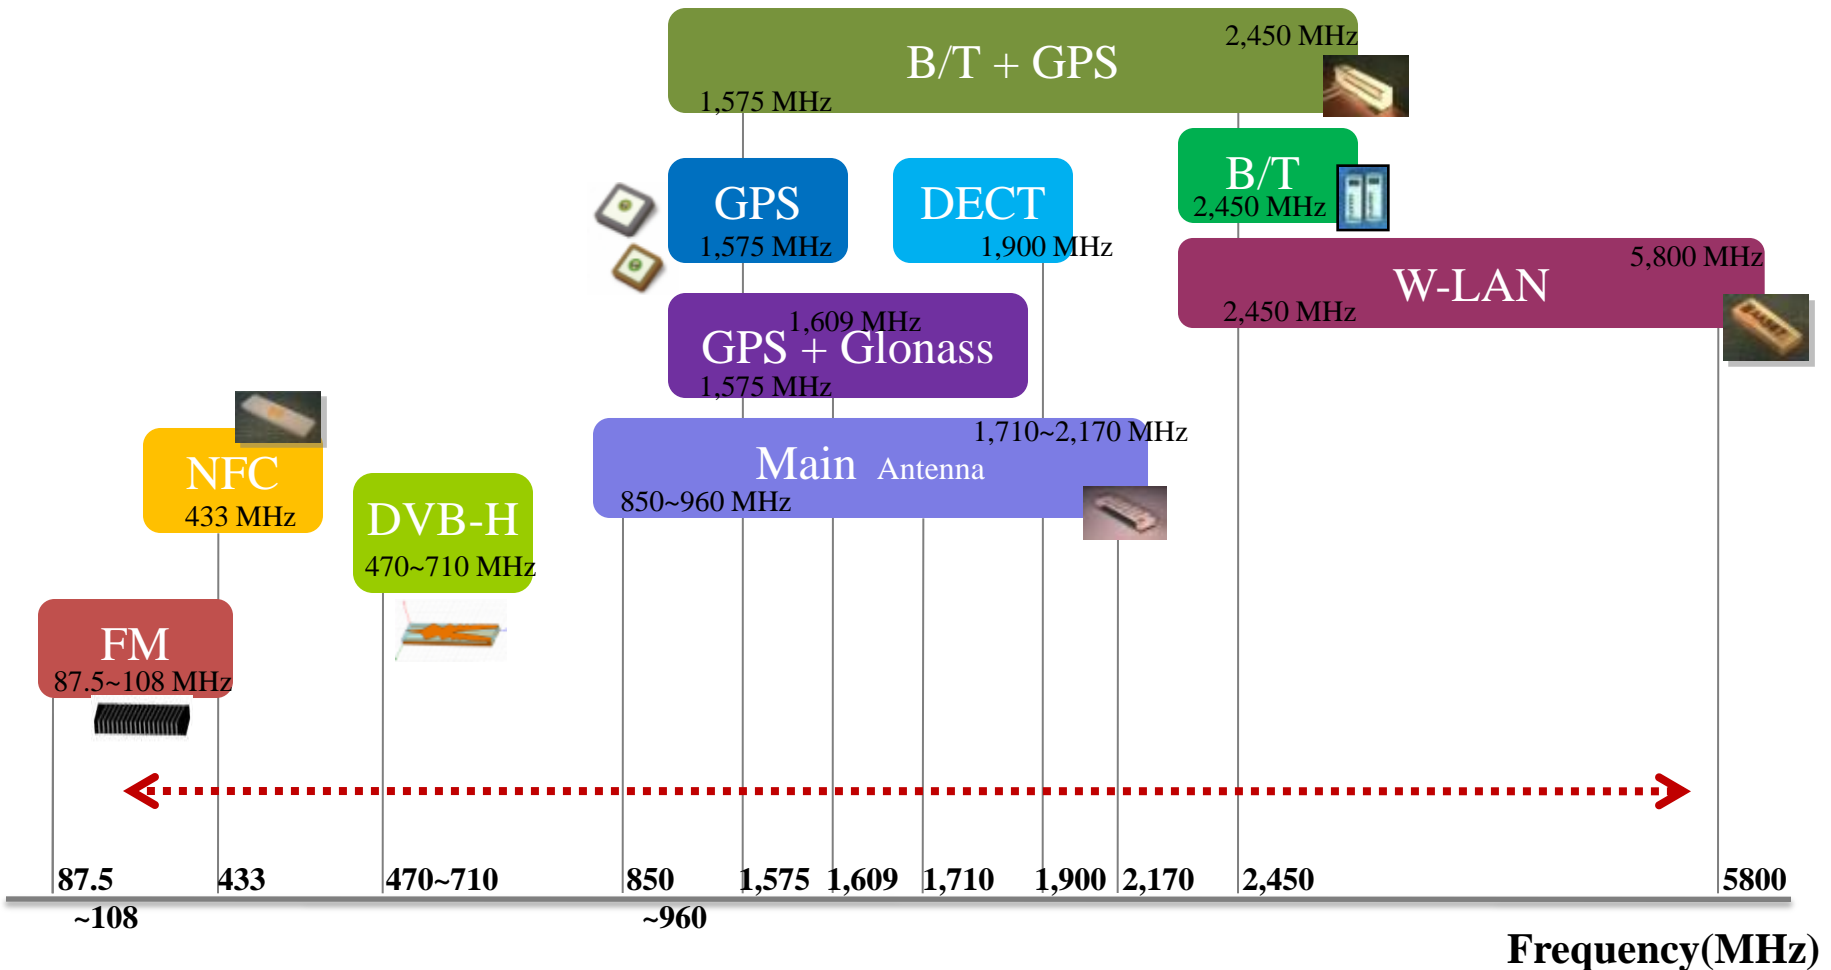 2,450 MHz
B/T + GPS
1,575 MHz
B/T
2,450 MHz
GPS
1,575 MHz
DECT
1,900 MHz
5,800 MHz
W-LAN
2,450 MHz
1,609 MHz
GPS + Glonass
1,575 MHz
1,710~2,170 MHz
Main Antenna
850~960 MHz
NFC
433 MHz
DVB-H
470~710 MHz
FM
87.5~108 MHz
87.5 433 470~710 850 1,575 1,609 1,710 1,900 2,170 2,450 5800
~108 ~960
Frequency(MHz)